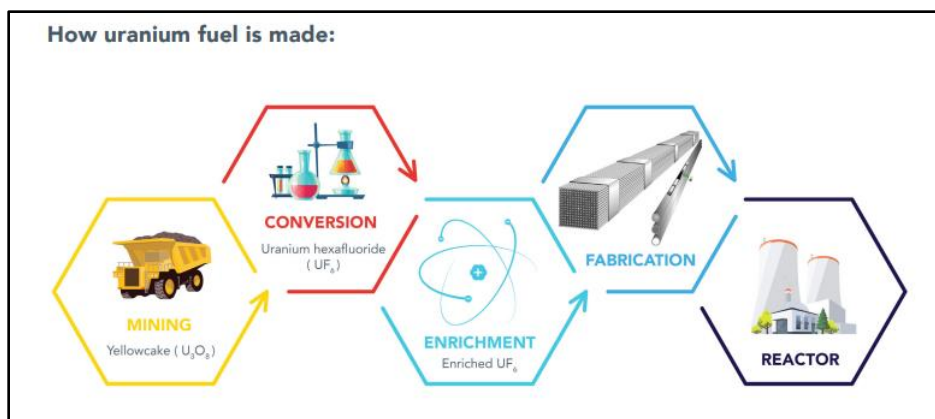 How uranium fuel is made:
CONVERSION
Uranium hexafluoride
( UF₆ )
FABRICATION
MINING
Yellowcake ( U₃O₈ )
ENRICHMENT
Enriched UF₆
REACTOR